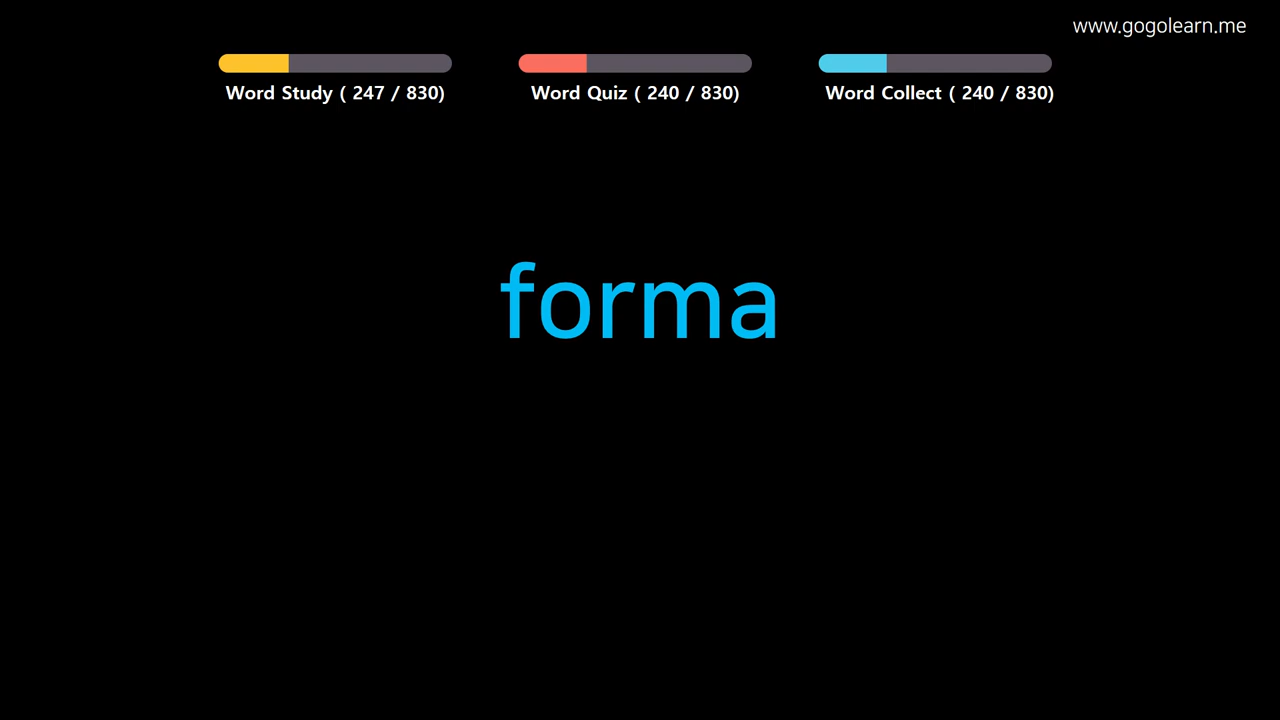 www.gogolearn.me
Word Study ( 247 / 830)
Word Quiz ( 240 / 830)
Word Collect ( 240 / 830)
forma